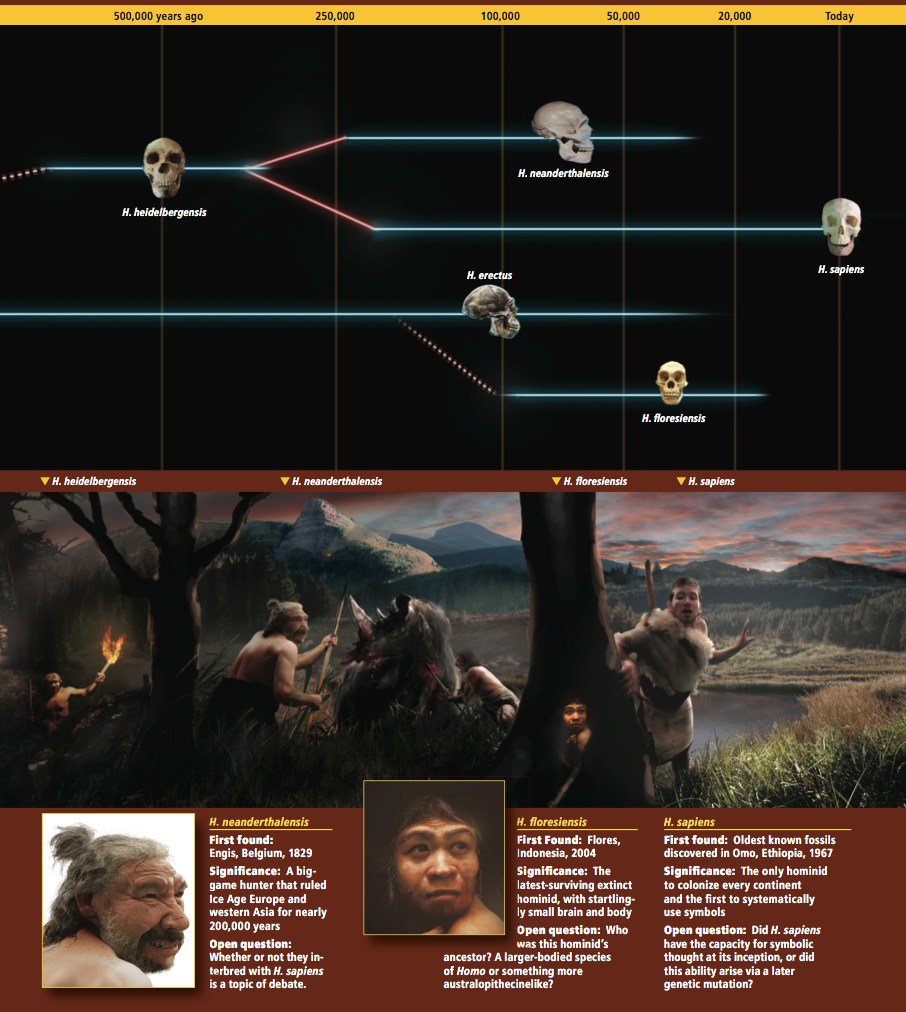 500,000 years ago 250,000 100,000 50,000 20,000 Today
H. neanderthalensis
H. heidelbergensis
H. sapiens
H. erectus
H. floresiensis
H. heidelbergensis H. neanderthalensis H. floresiensis H. sapiens
H. neanderthalensis
First found:
Engis, Belgium, 1829
Significance: A big-
game hunter that ruled
Ice Age Europe and
western Asia for nearly
200,000 years
Open question:
Whether or not they in-
terbred with H. sapiens
is a topic of debate.
H. floresiensis
First Found: Flores,
Indonesia, 2004
Significance: The
latest-surviving extinct
hominid, with startling-
ly small brain and body
Open question: Who
was this hominid's
ancestor? A larger-bodied species
of Homo or something more
australopithecinelike?
H. sapiens
First found: Oldest known fossils
discovered in Omo, Ethiopia, 1967
Significance: The only hominid
to colonize every continent
and the first to systematically
use symbols
Open question: Did H. sapiens
have the capacity for symbolic
thought at its inception, or did
this ability arise via a later
genetic mutation?